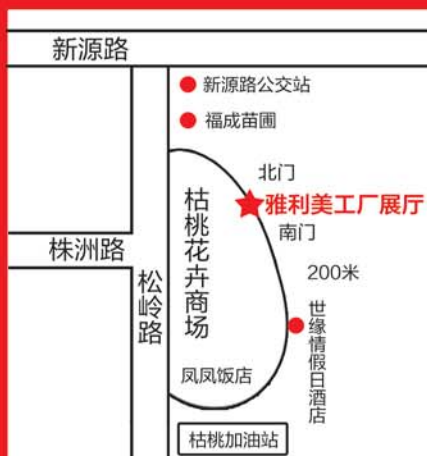 新源路
新源路公交站
福成苗圃
北门
雅利美工厂展厅
南门
枯桃花卉商场
株洲路
松岭路
200米
世缘情假日酒店
凤凤饭店
枯桃加油站